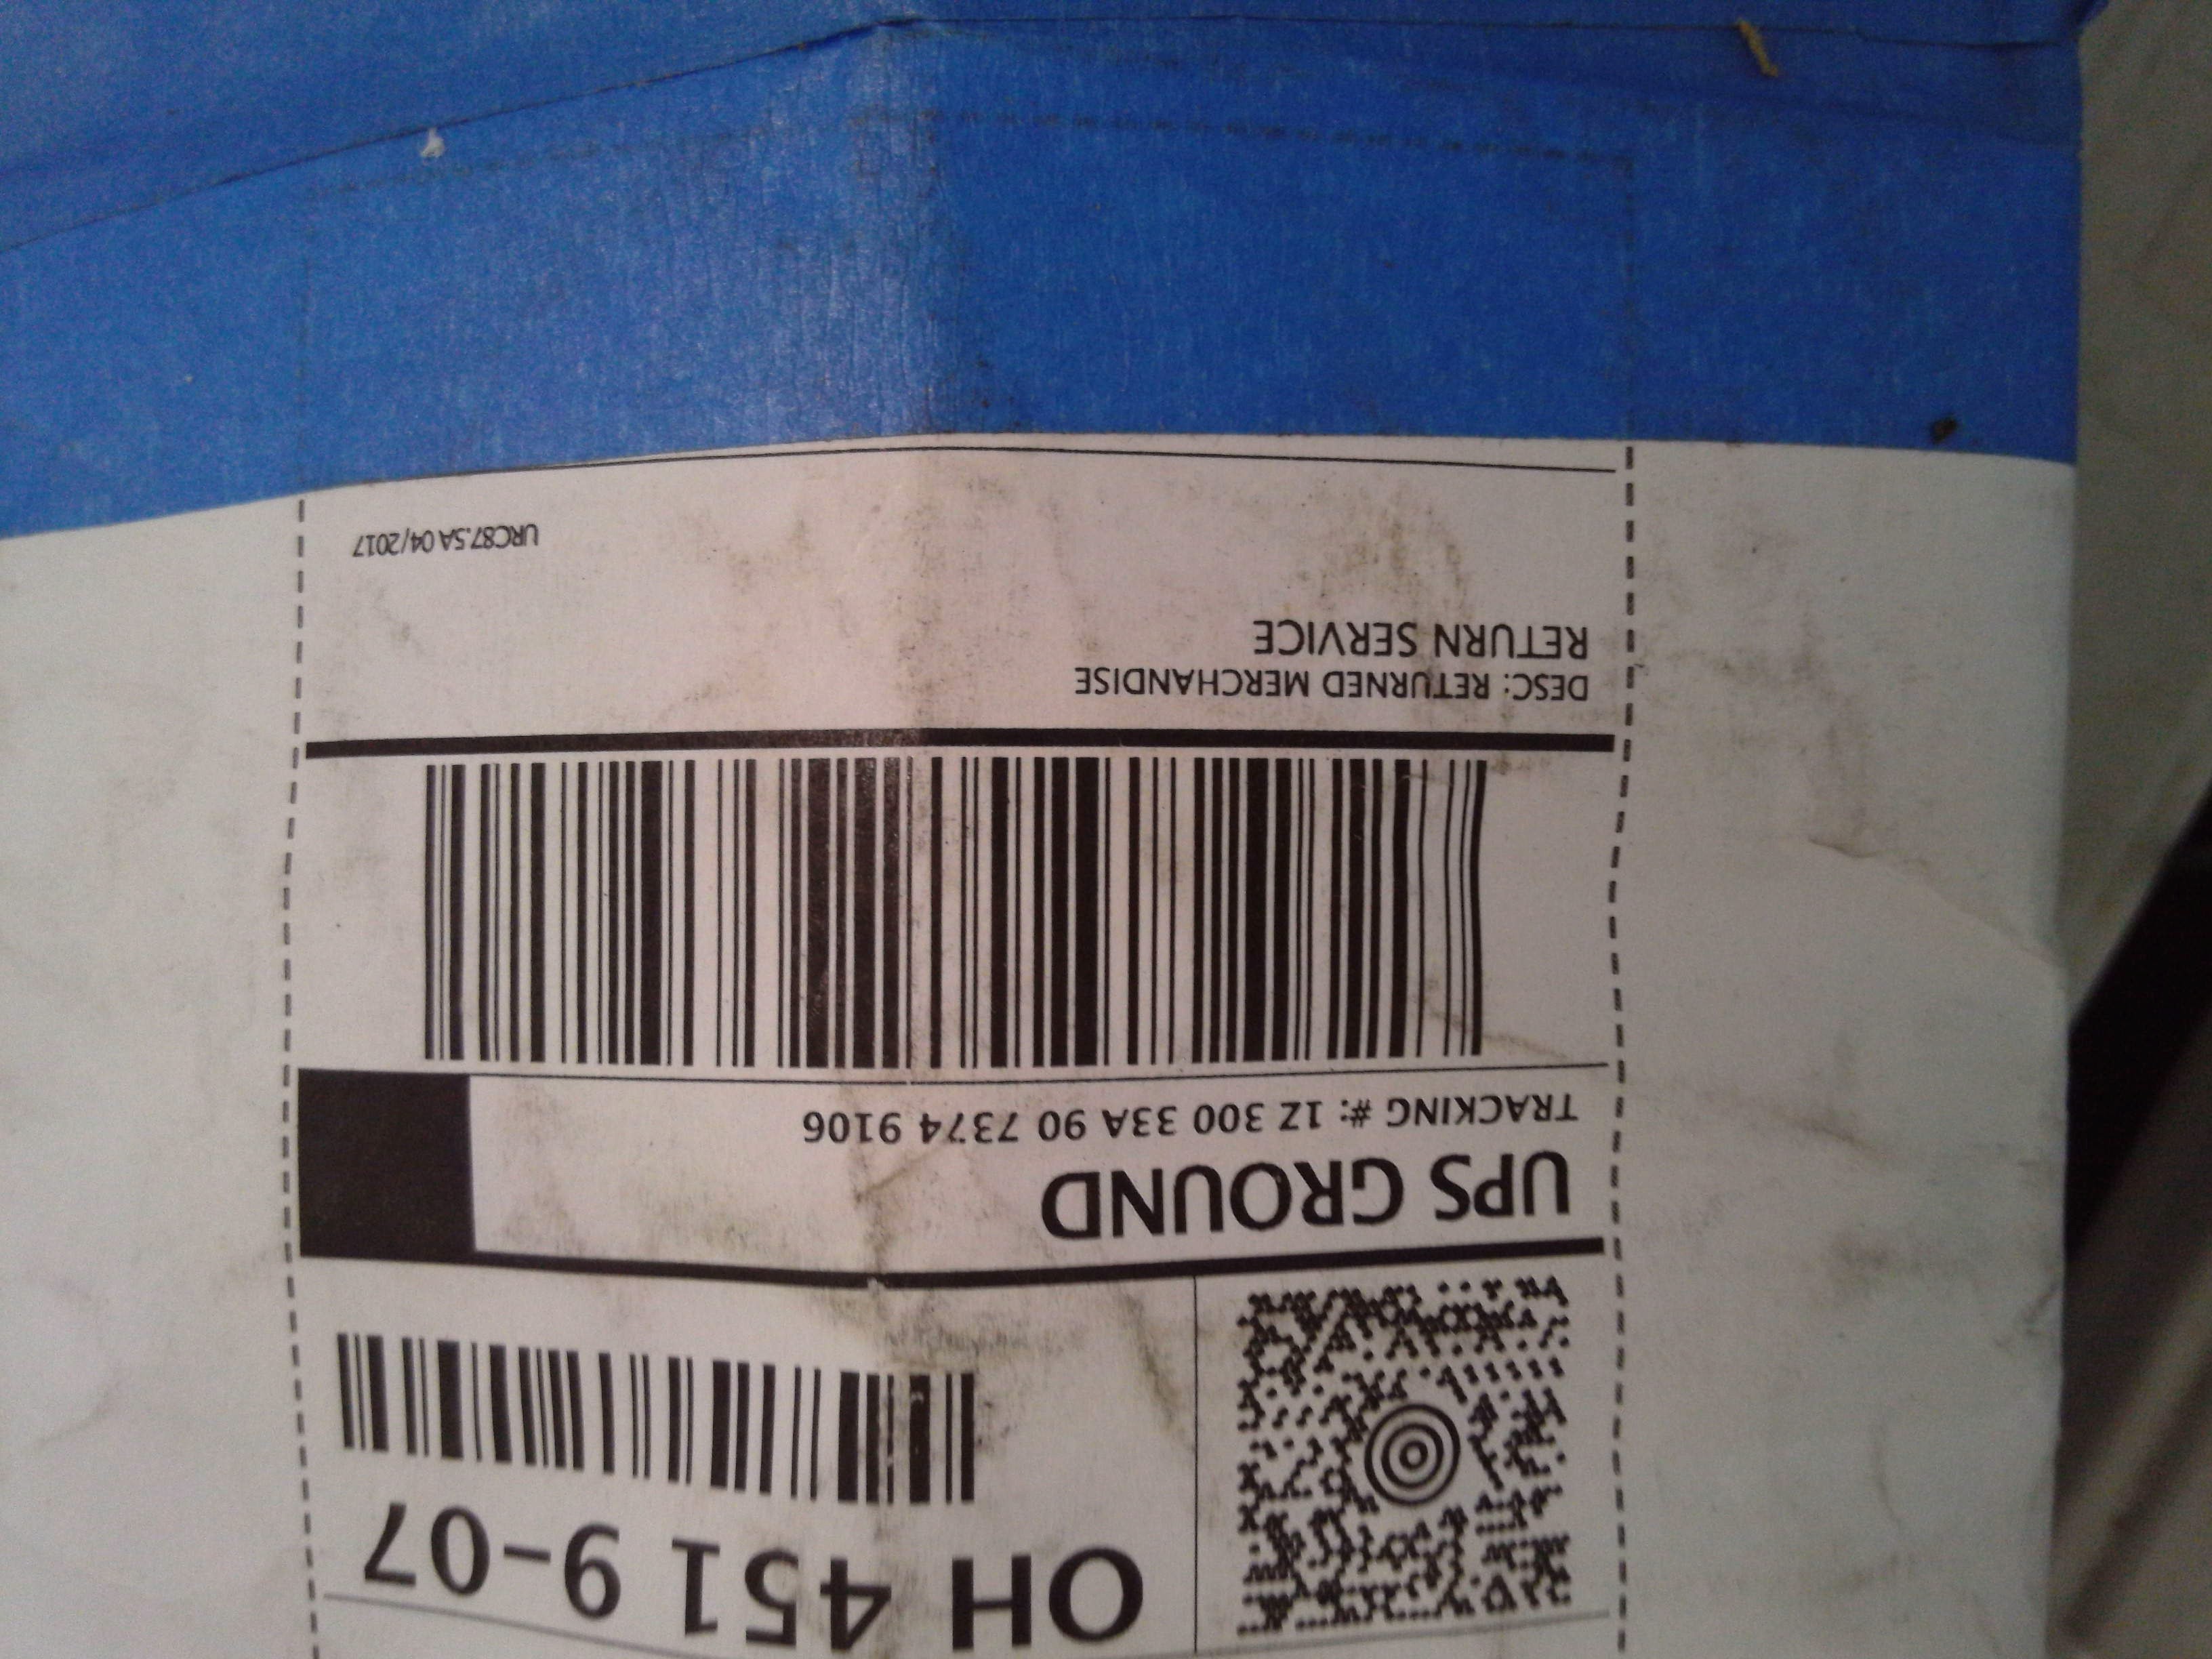 OH 451 9-07
UPS GROUND
TRACKING #: 1Z 300 33A 90 7374 9106
DESC: RETURNED MERCHANDISE
RETURN SERVICE
URC87.5A 04/2017